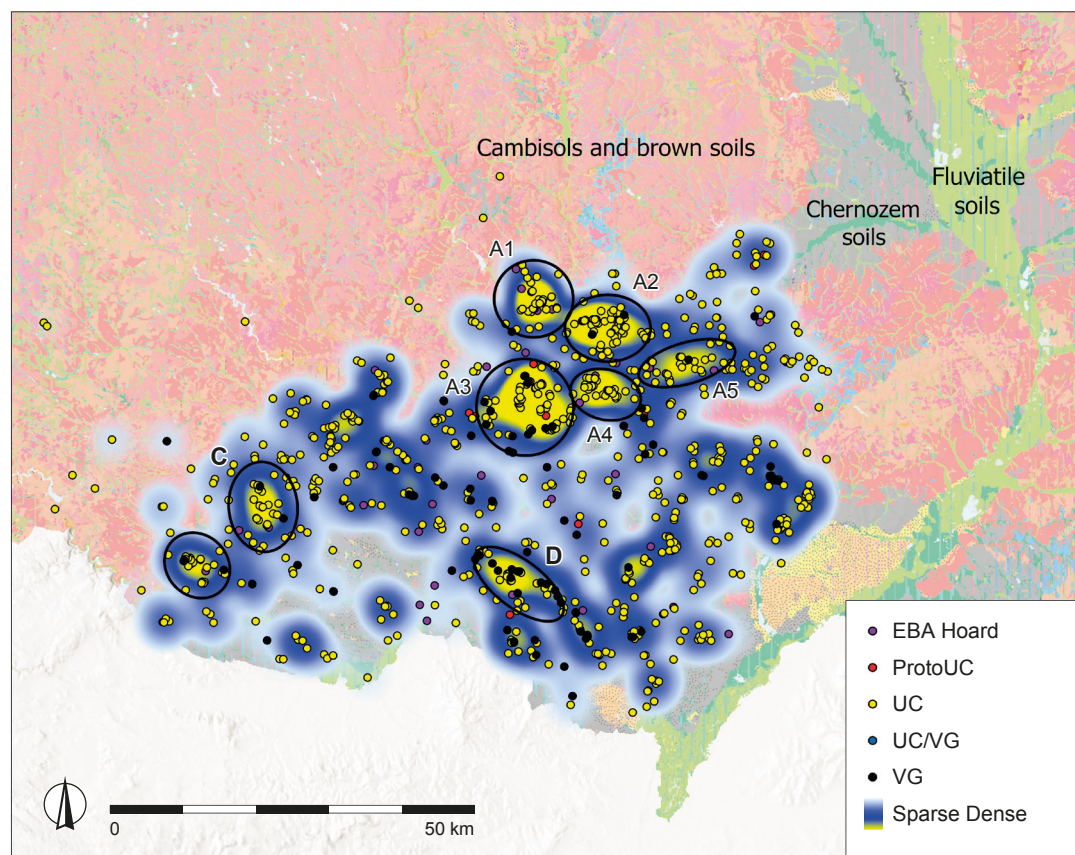 Cambisols and brown soils
Fluviatile
soils
Chernozem
soils
A1
A2
A3
A5
A4
C
D
EBA Hoard
ProtoUC
UC
UC/VG
VG
Sparse Dense
0
50 km